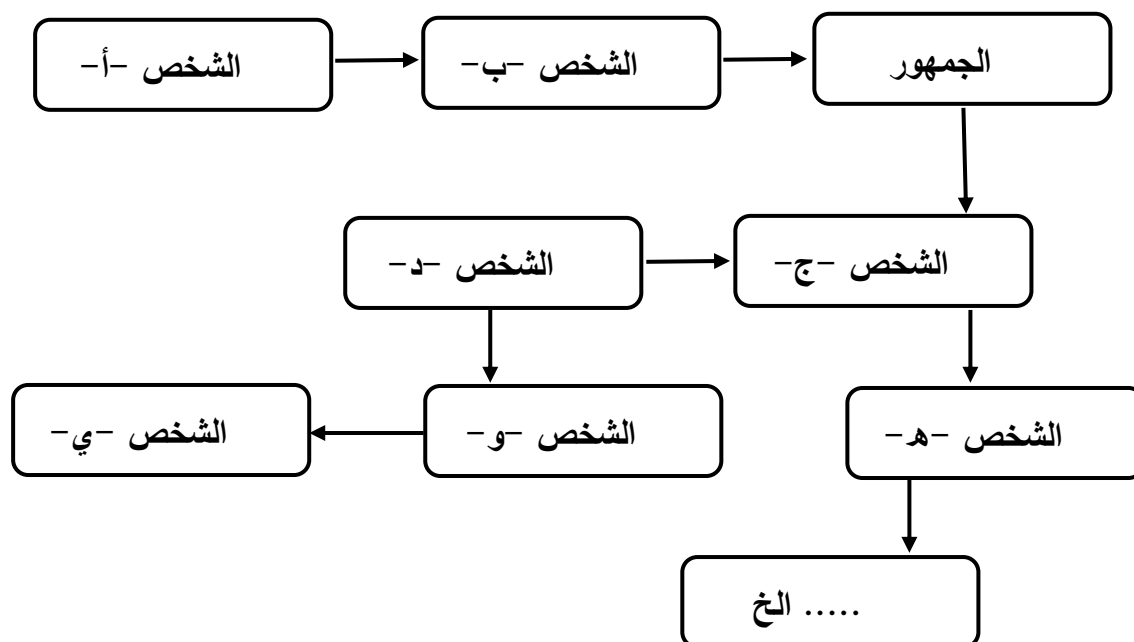 الشخص -أ-
الشخص -ب-
الجمهور
الشخص -د-
الشخص -ج-
الشخص -ي-
الشخص -و-
الشخص -هـ-
..... الخ